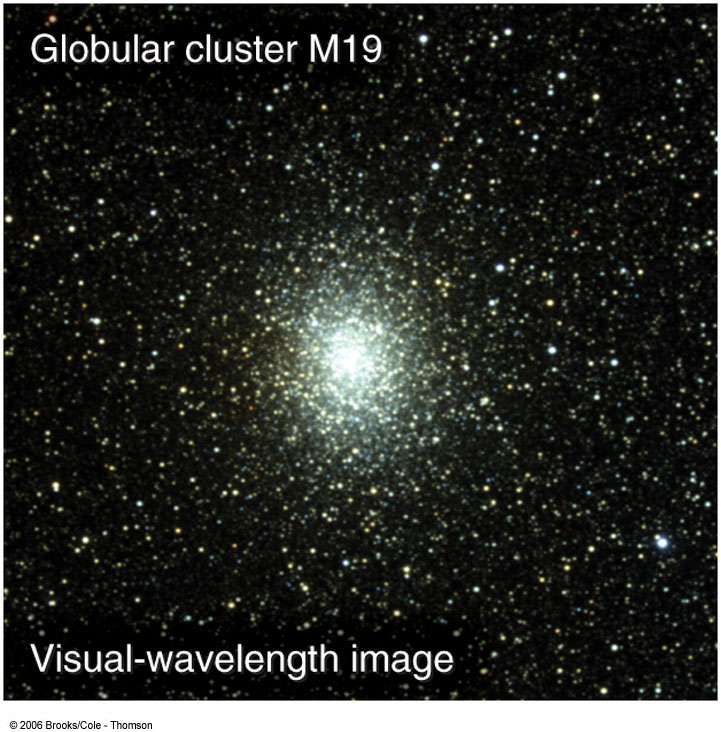 Globular cluster M19
Visual-wavelength image
© 2006 Brooks/Cole - Thomson